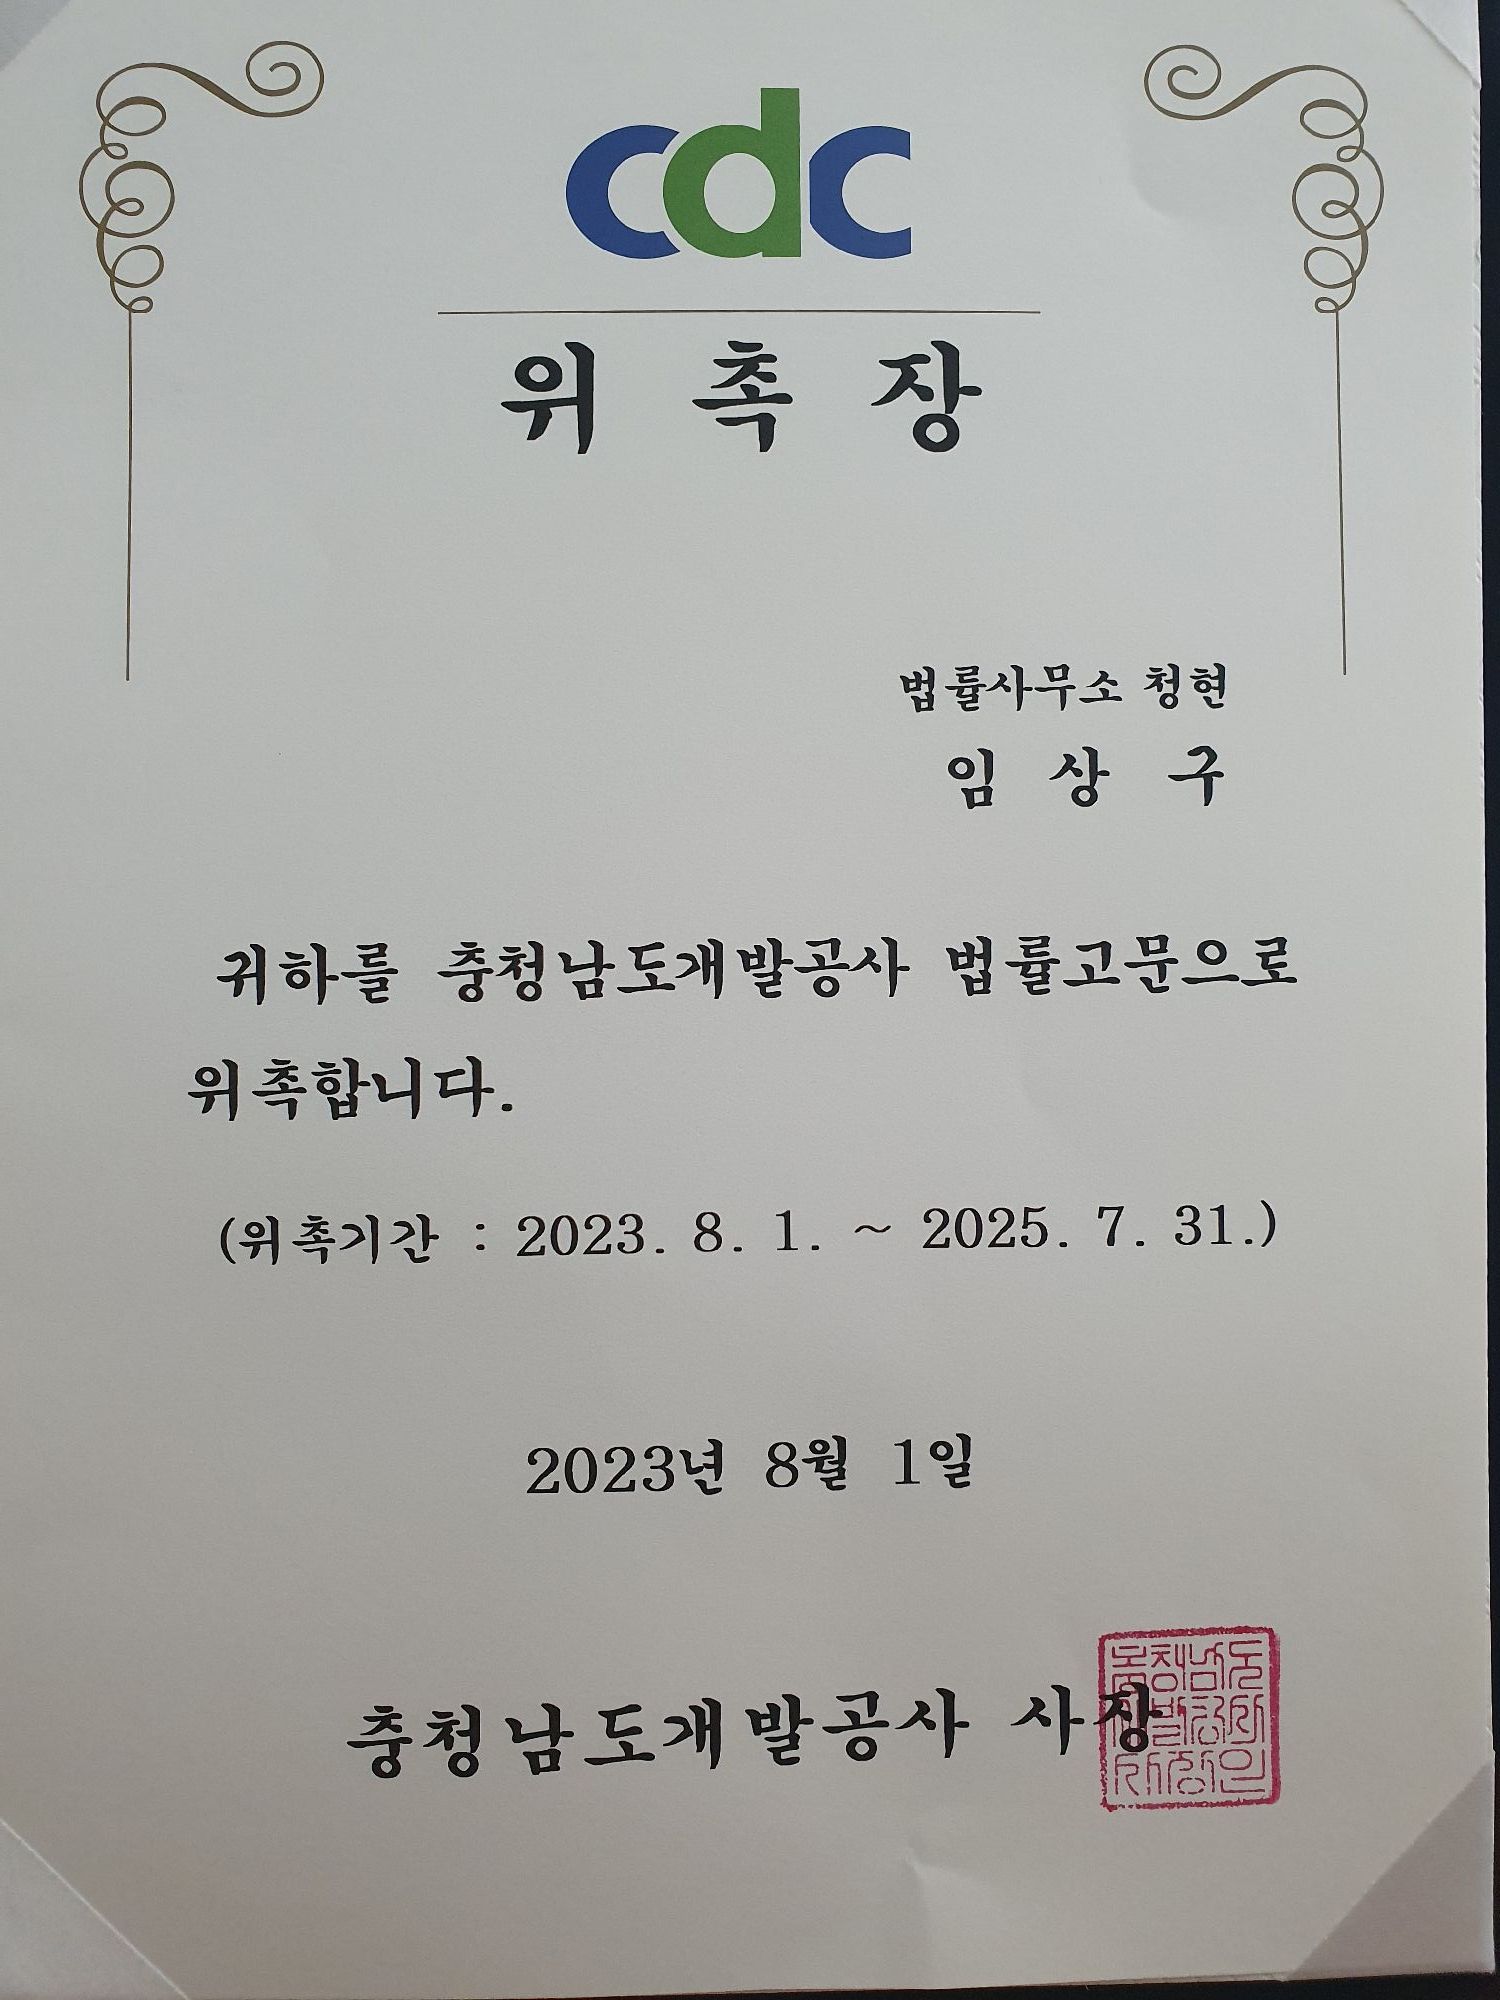 cdc
위 촉 장
법률사무소 청현
임 상 구
귀하를 충청남도개발공사 법률고문으로
위촉합니다.
(위촉기간 : 2023. 8. 1. ~ 2025. 7. 31.)
2023년 8월 1일
충청남도개발공사 사장